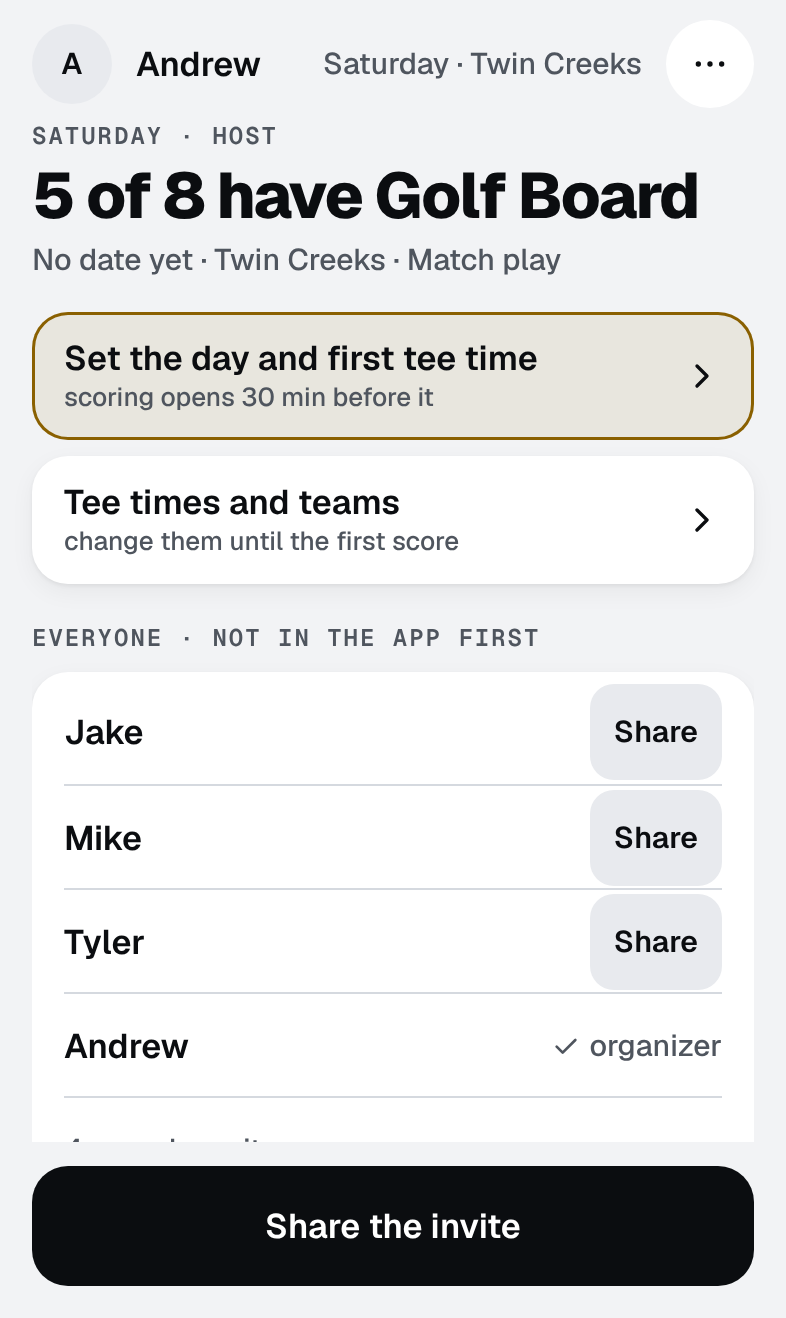 A Andrew Saturday · Twin Creeks
SATURDAY · HOST
5 of 8 have Golf Board
No date yet · Twin Creeks · Match play
Set the day and first tee time
scoring opens 30 min before it
Tee times and teams
change them until the first score
EVERYONE · NOT IN THE APP FIRST
Jake Share
Mike Share
Tyler Share
Andrew ✓ organizer
Share the invite